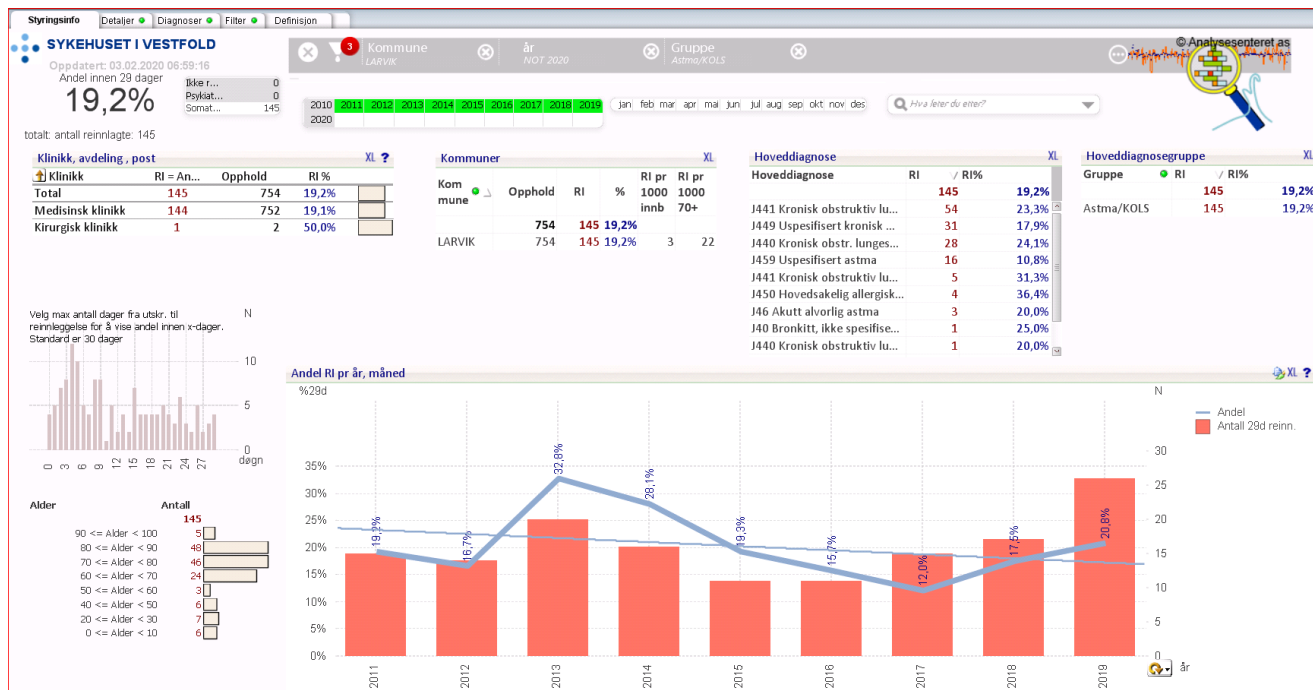 Styringsinfo Detaljer Diagnoser Filter Definisjon
SYKEHUSET I VESTFOLD
Oppdatert: 03.02.2020 06:59:16
3 Kommune år Gruppe
LARVIK NOT 2020 Astma/KOLS
© Analysesenteret as
Andel innen 29 dager
19,2%
Ikke r... 0
Psykiat... 0
Somat... 145
totalt: antall reinnlagte: 145
2010 2011 2012 2013 2014 2015 2016 2017 2018 2019
2020
jan feb mar apr mai jun jul aug sep okt nov des
Hva leter du etter?
Klinikk, avdeling , post XL ?
Klinikk RI = An... Opphold RI %
Total 145 754 19,2%
Medisinsk klinikk 144 752 19,1%
Kirurgisk klinikk 1 2 50,0%
Kommuner XL
Kom mune Opphold RI % RI pr 1000 innb RI pr 1000 70+
754 145 19,2%
LARVIK 754 145 19,2% 3 22
Hoveddiagnose XL
Hoveddiagnose RI RI%
145 19,2%
J441 Kronisk obstruktiv lu... 54 23,3%
J449 Uspesifisert kronisk ... 31 17,9%
J440 Kronisk obstr. lunges... 28 24,1%
J459 Uspesifisert astma 16 10,8%
J441 Kronisk obstruktiv lu... 5 31,3%
J450 Hovedsakelig allergisk... 4 36,4%
J46 Akutt alvorlig astma 3 20,0%
J40 Bronkitt, ikke spesifise... 1 25,0%
J440 Kronisk obstruktiv lu... 1 20,0%
Hoveddiagnosegruppe XL
Gruppe RI RI%
145 19,2%
Astma/KOLS 145 19,2%
Velg max antall dager fra utskr. til
reinnleggelse for å vise andel innen x-dager.
Standard er 30 dager
N
10
5
0
0 3 6 9 12 15 18 21 24 27 døgn
Alder Antall
145
90 <= Alder < 100 5
80 <= Alder < 90 48
70 <= Alder < 80 46
60 <= Alder < 70 24
50 <= Alder < 60 3
40 <= Alder < 50 6
20 <= Alder < 30 7
0 <= Alder < 10 6
Andel RI pr år, måned XL ?
%29d N
Andel
Antall 29d reinn.
35% 30% 25% 20% 15% 10% 5% 0%
19,2% 16,7% 32,8% 28,1% 19,3% 15,7% 12,0% 17,5% 20,8%
30 25 20 15 10 5 0
2011 2012 2013 2014 2015 2016 2017 2018 2019 år